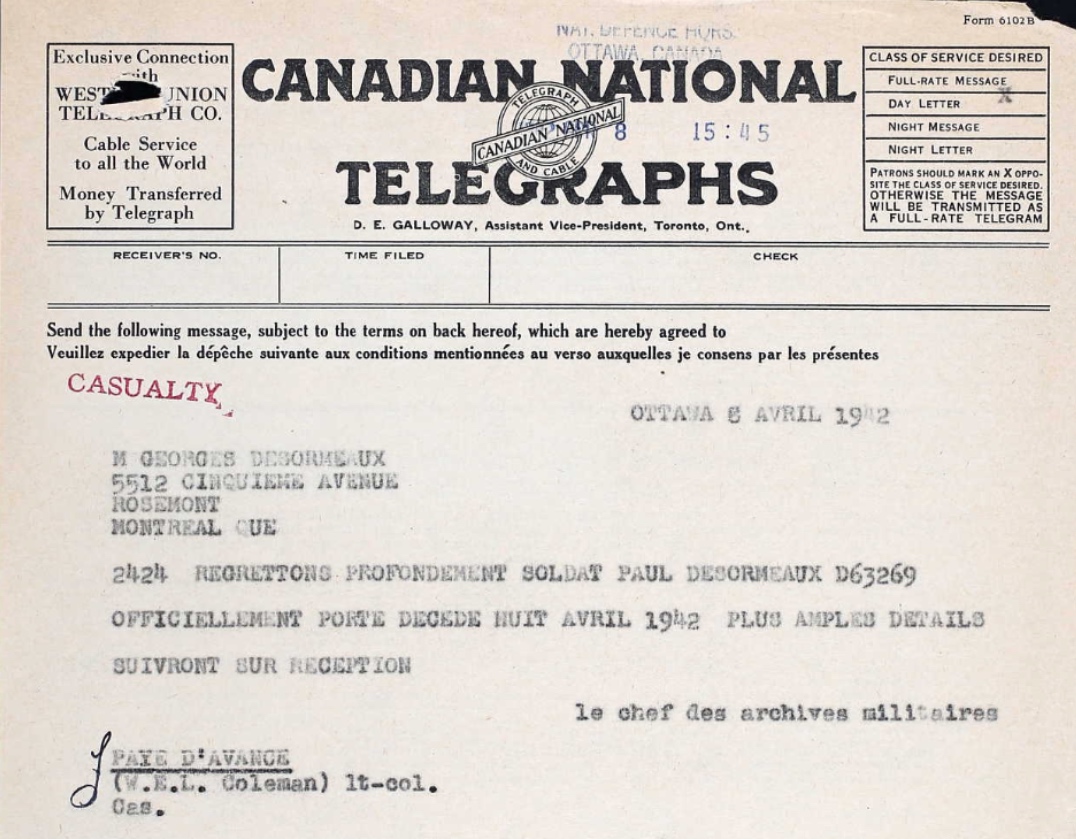 Form 6102B
NAT. DEFENCE HQRS.
OTTAWA, CANADA
Exclusive Connection
with
WEST UNION
TELEGRAPH CO.
Cable Service
to all the World
Money Transferred
by Telegraph
CANADIAN NATIONAL
TELEGRAPH
CANADIAN NATIONAL
AND CABLE
8 15:45
TELEGRAPHS
D. E. GALLOWAY, Assistant Vice-President, Toronto, Ont.
CLASS OF SERVICE DESIRED
FULL-RATE MESSAGE
DAY LETTER X
NIGHT MESSAGE
NIGHT LETTER
PATRONS SHOULD MARK AN X OPPO-
SITE THE CLASS OF SERVICE DESIRED.
OTHERWISE THE MESSAGE
WILL BE TRANSMITTED AS
A FULL-RATE TELEGRAM
RECEIVER'S NO.
TIME FILED
CHECK
Send the following message, subject to the terms on back hereof, which are hereby agreed to
Veuillez expedier la dépêche suivante aux conditions mentionnées au verso auxquelles je consens par les présentes
CASUALTY
OTTAWA AVRIL 1942
M GEORGES DESORMEAUX
5512 CINQUIEME AVENUE
ROSEMONT
MONTREAL QUE
2424 REGRETTONS PROFONDEMENT SOLDAT PAUL DESORMEAUX D63269
OFFICIELLEMENT PORTE DECEDE HUIT AVRIL 1942 PLUS AMPLES DETAILS
SUIVRONT SUR RECEPTION
le chef des archives militaires
PAYE D'AVANCE
(W.E.L. Coleman) lt-col.
Cas.